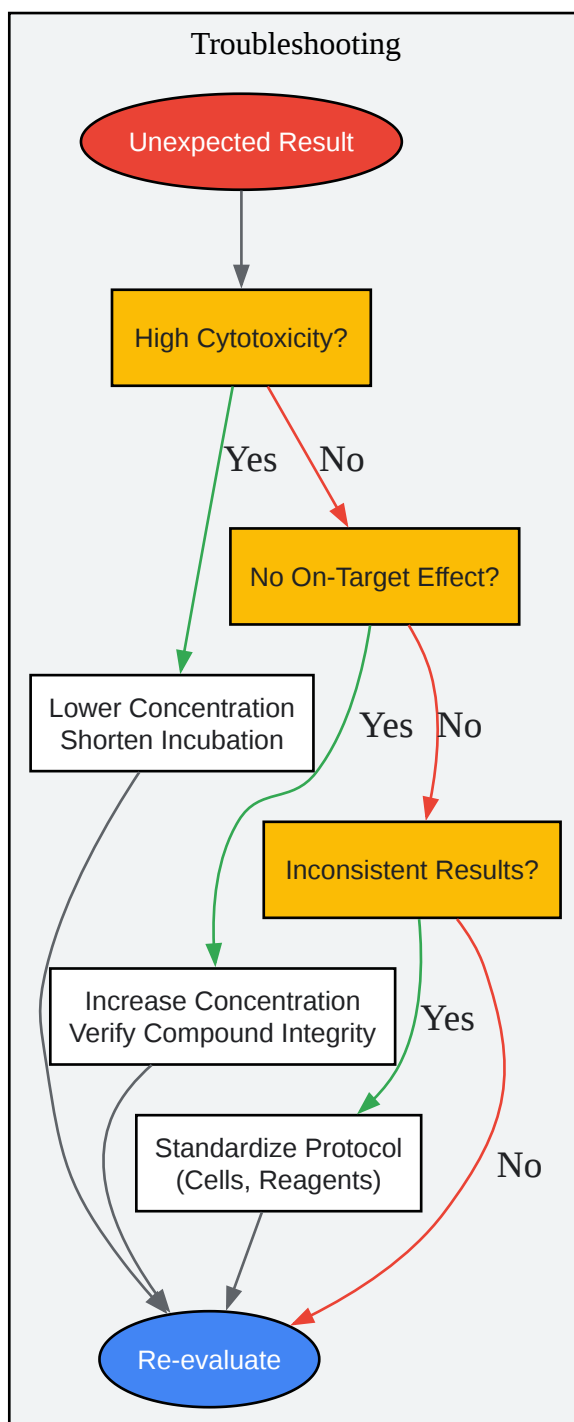 Troubleshooting
Unexpected Result
High Cytotoxicity?
Yes
No
No On-Target Effect?
Lower Concentration
Shorten Incubation
Yes
No
Inconsistent Results?
Increase Concentration
Verify Compound Integrity
Yes
Standardize Protocol
(Cells, Reagents)
No
Re-evaluate